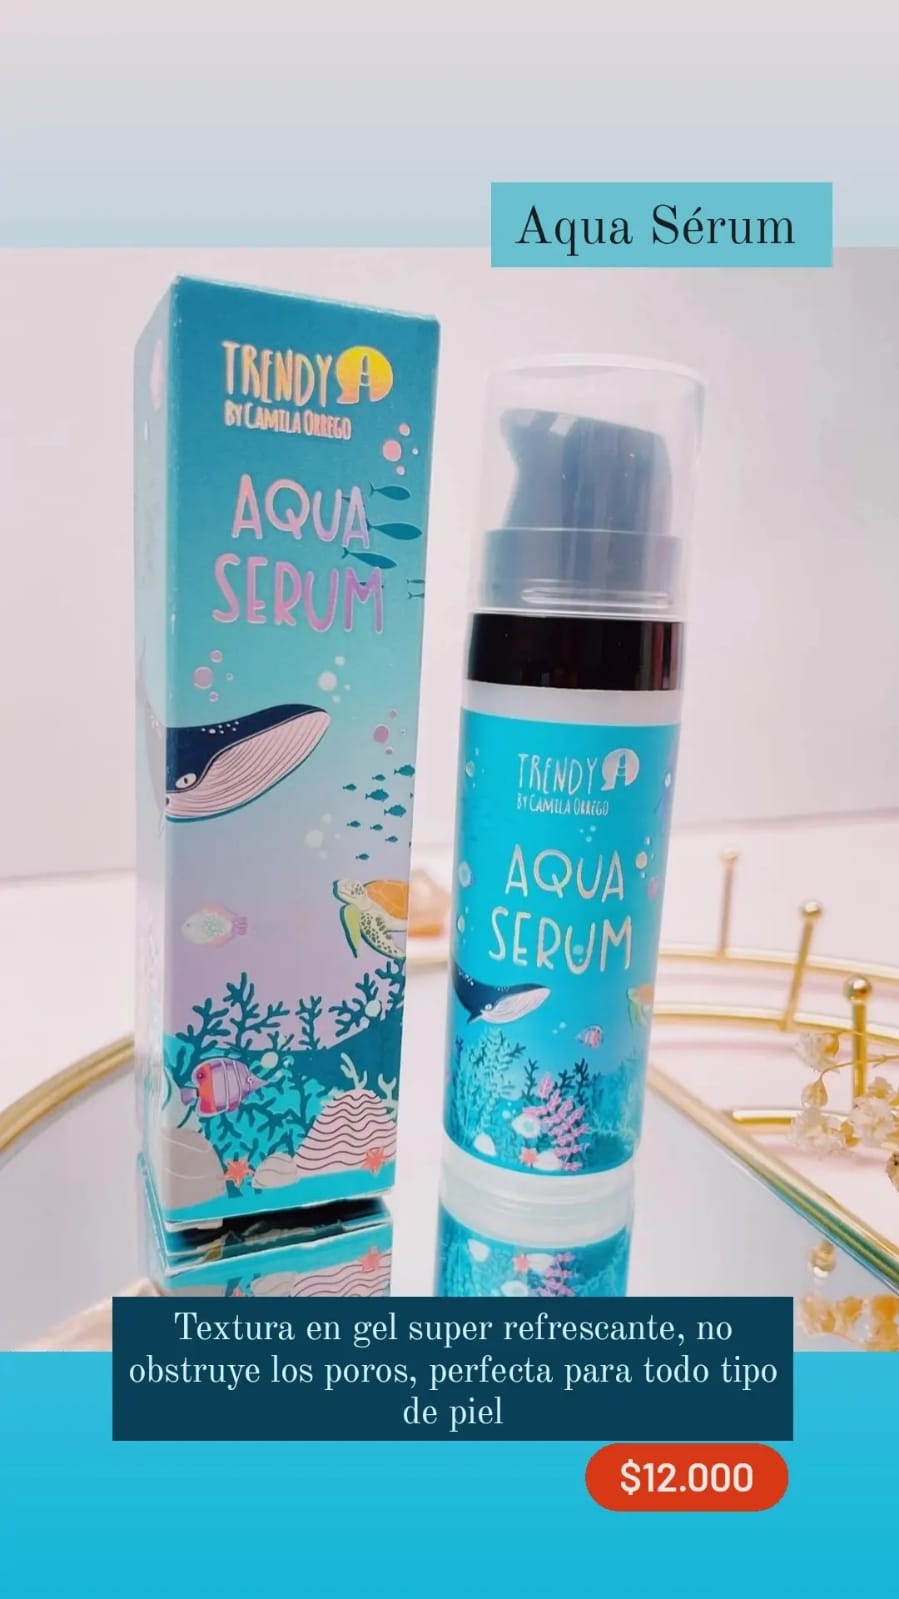 Aqua Sérum
TRENDY
BY CAMILA ORREGO
AQUA
SERUM
TRENDY
BY CAMILA ORREGO
AQUA
SERUM
Textura en gel super refrescante, no
obstruye los poros, perfecta para todo tipo
de piel
$12.000